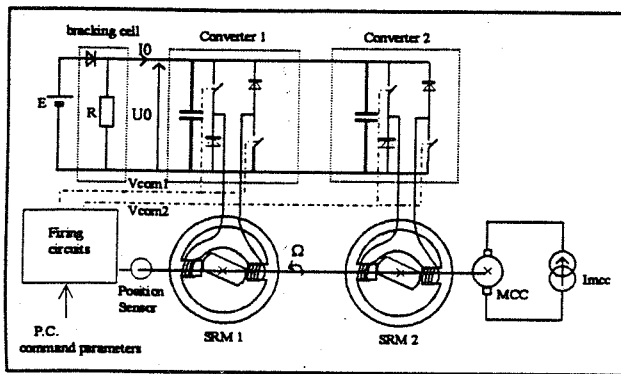 bracking cell
I0
Converter 1
Converter 2
E
R
U0
Vcom1
Vcom2
Firing
circuits
Position
Sensor
Ω
MCC
Imcc
P.C.
command parameters
SRM 1
SRM 2